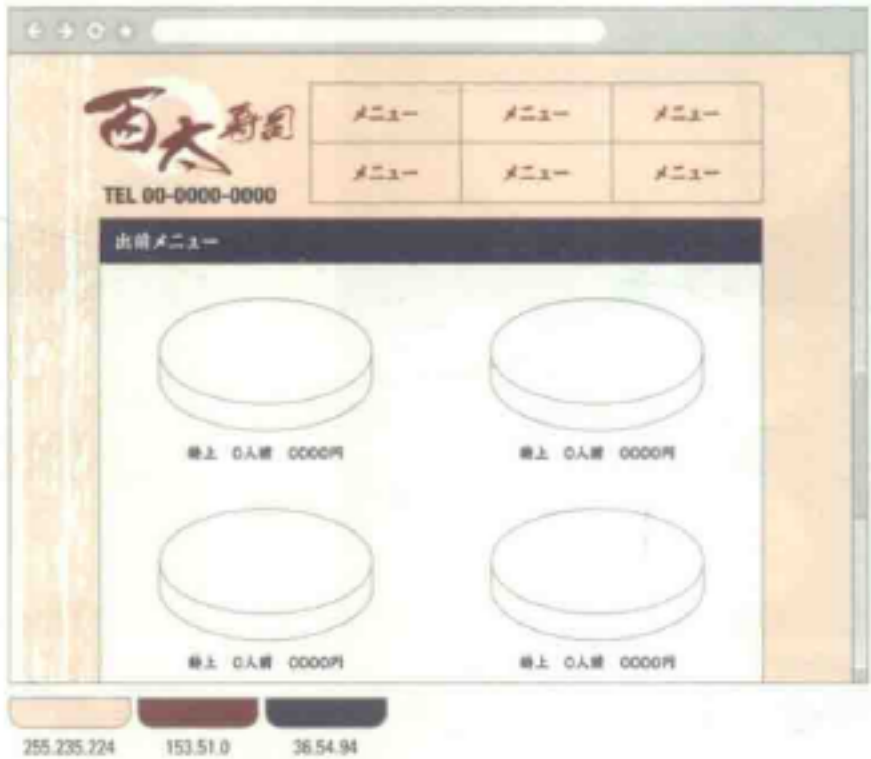 百太寿司
TEL 00-0000-0000
メニュー メニュー メニュー
メニュー メニュー メニュー
出前メニュー
特上 0人前 0000円
特上 0人前 0000円
特上 0人前 0000円
特上 0人前 0000円
255.235.224 153.51.0 36.54.94